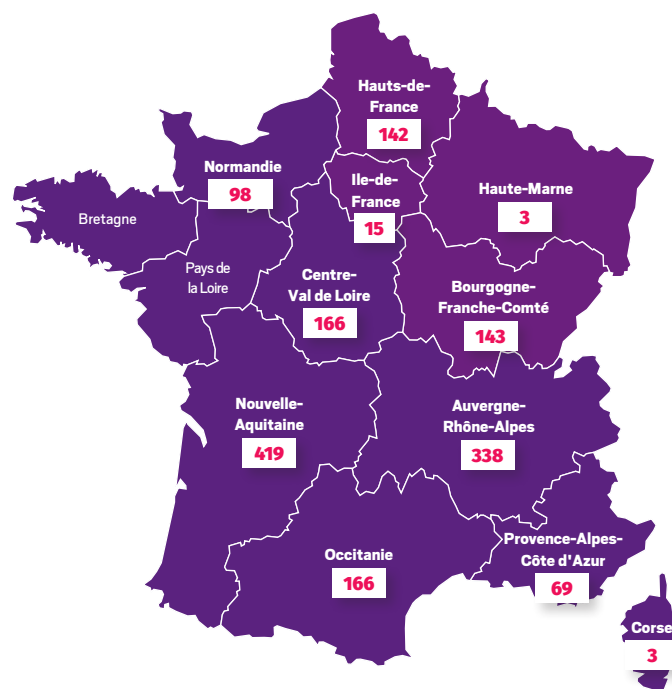 Hauts-de-
France
142
Normandie
98
Ile-de-
France
15
Haute-Marne
3
Bretagne
Pays de
la Loire
Centre-
Val de Loire
166
Bourgogne-
Franche-Comté
143
Nouvelle-
Aquitaine
419
Auvergne-
Rhône-Alpes
338
Occitanie
166
Provence-Alpes-
Côte d'Azur
69
Corse
3